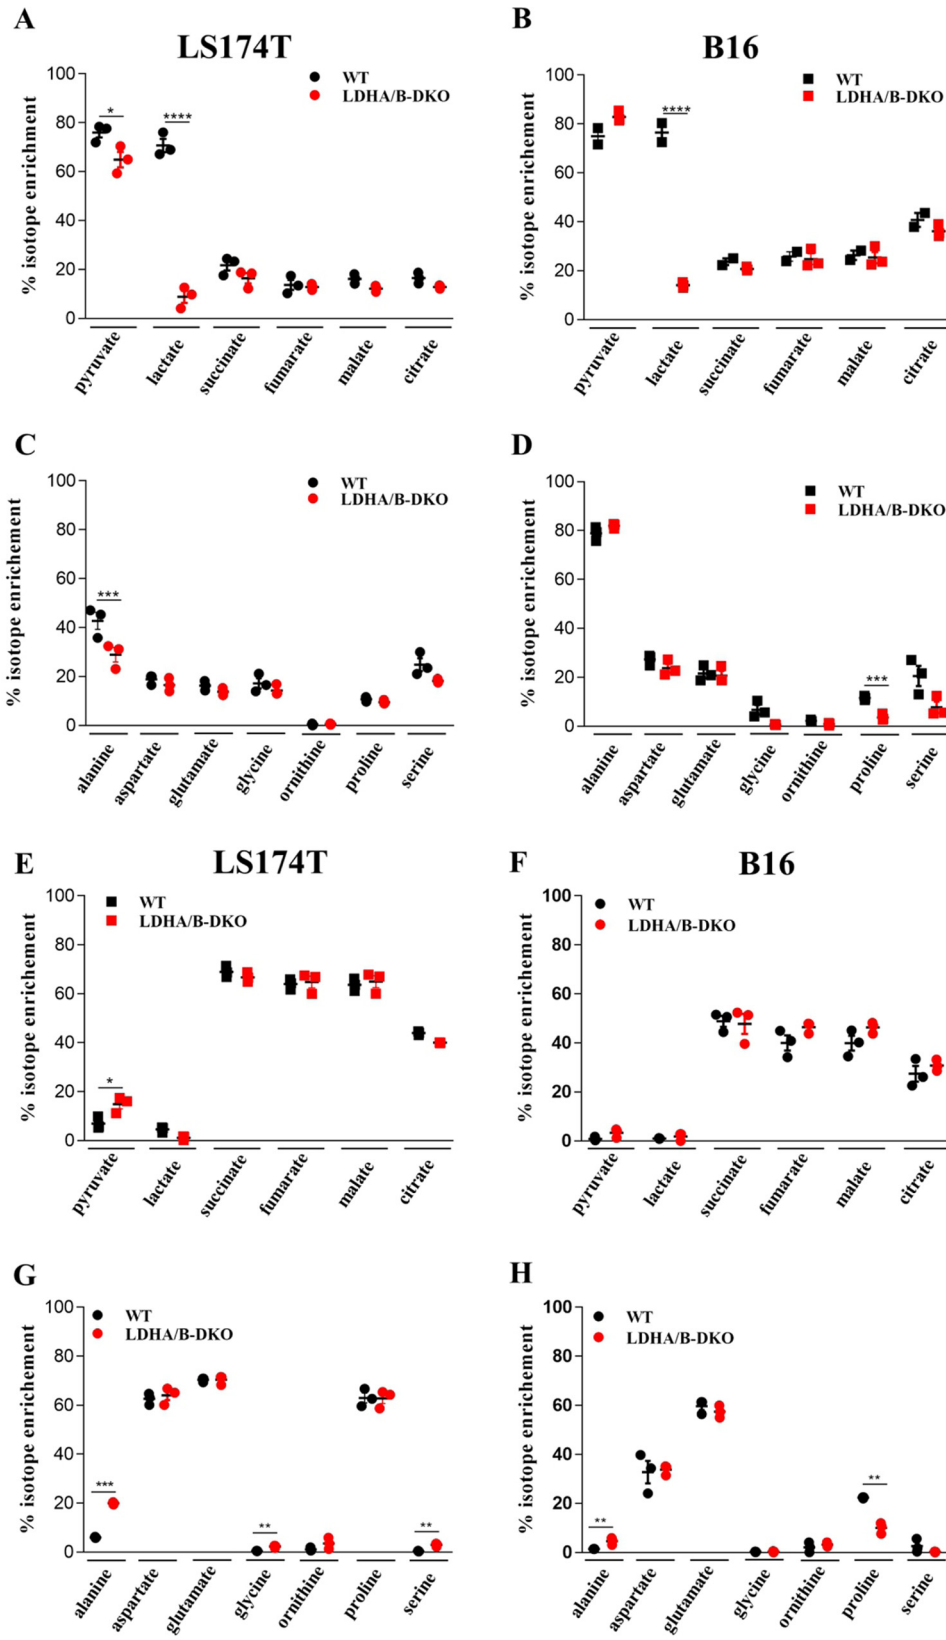 A
LS174T
% isotope enrichment
100
80
60
40
20
0
WT
LDHA/B-DKO
*
****
pyruvate
lactate
succinate
fumarate
malate
citrate
B
B16
% isotope enrichment
100
80
60
40
20
0
WT
LDHA/B-DKO
****
pyruvate
lactate
succinate
fumarate
malate
citrate
C
% isotope enrichement
100
80
60
40
20
0
WT
LDHA/B-DKO
***
alanine
aspartate
glutamate
glycine
ornithine
proline
serine
D
% isotope enrichement
100
80
60
40
20
0
WT
LDHA/B-DKO
***
alanine
aspartate
glutamate
glycine
ornithine
proline
serine
E
LS174T
% isotope enrichement
100
80
60
40
20
0
WT
LDHA/B-DKO
*
pyruvate
lactate
succinate
fumarate
malate
citrate
F
B16
% isotope enrichement
100
80
60
40
20
0
WT
LDHA/B-DKO
pyruvate
lactate
succinate
fumarate
malate
citrate
G
% isotope enrichement
100
80
60
40
20
0
WT
LDHA/B-DKO
***
**
**
alanine
aspartate
glutamate
glycine
ornithine
proline
serine
H
% isotope enrichement
100
80
60
40
20
0
WT
LDHA/B-DKO
**
**
alanine
aspartate
glutamate
glycine
ornithine
proline
serine